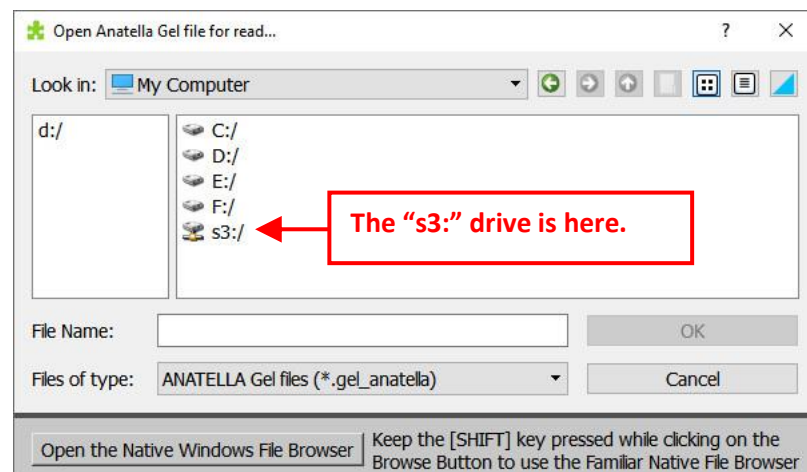 Open Anatella Gel file for read...
?
Look in:
My Computer
d:/
C:/
D:/
E:/
F:/
s3:/
The “s3:” drive is here.
File Name:
OK
Files of type:
ANATELLA Gel files (*.gel_anatella)
Cancel
Open the Native Windows File Browser
Keep the [SHIFT] key pressed while clicking on the
Browse Button to use the Familiar Native File Browser